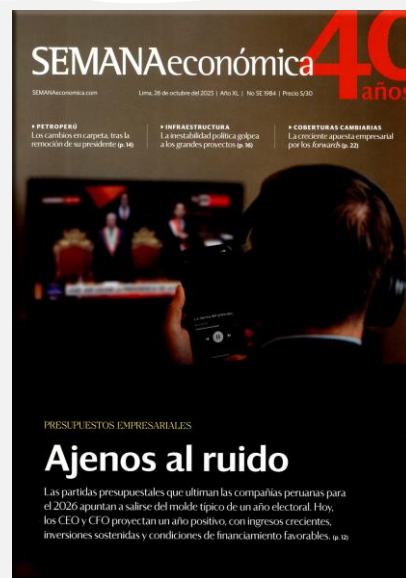 SEMANAeconómica
40
años
SEMANAeconomica.com
Lima, 26 de octubre del 2025 | Año XL | No SE 1984 | Precio S/30
PETROPERÚ
Los cambios en carpeta, tras la
remoción de su presidente (p. 14)
INFRAESTRUCTURA
La inestabilidad política golpea
a los grandes proyectos (p. 16)
COBERTURAS CAMBIARIAS
La creciente apuesta empresarial
por los forwards (p. 22)
PRESUPUESTOS EMPRESARIALES
Ajenos al ruido
Las partidas presupuestales que ultiman las compañías peruanas para
el 2026 apuntan a salirse del molde típico de un año electoral. Hoy,
los CEO y CFO proyectan un año positivo, con ingresos crecientes,
inversiones sostenidas y condiciones de financiamiento favorables. (p. 12)